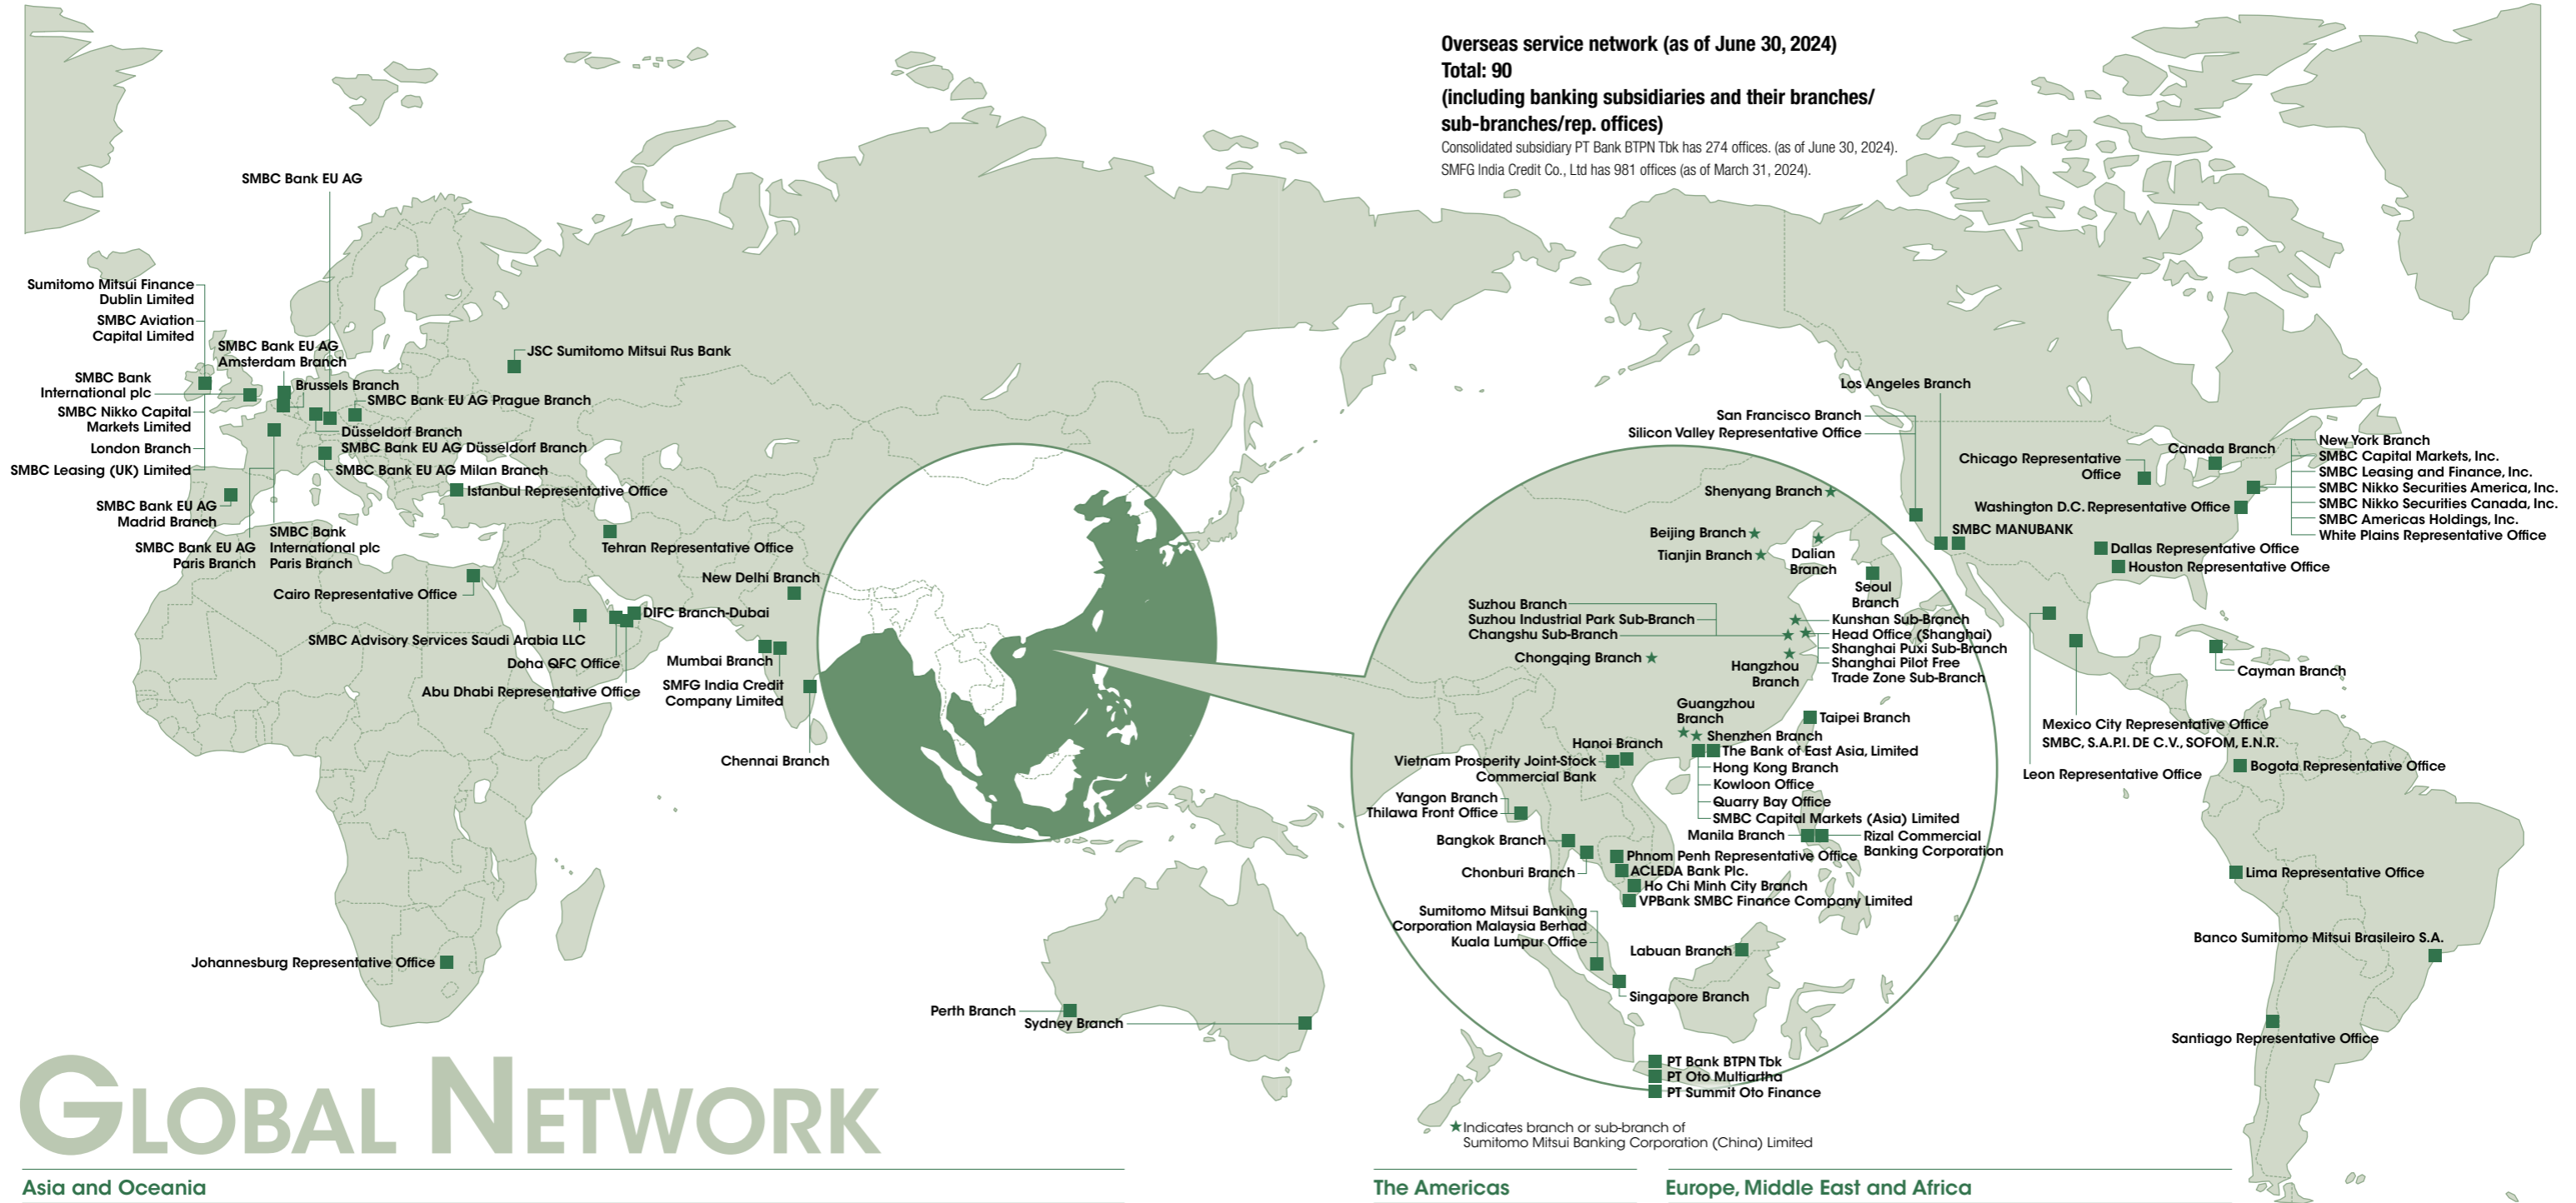 Overseas service network (as of June 30, 2024)
Total: 90
(including banking subsidiaries and their branches/
sub-branches/rep. offices)
Consolidated subsidiary PT Bank BTPN Tbk has 274 offices. (as of June 30, 2024).
SMFG India Credit Co., Ltd has 981 offices (as of March 31, 2024).
SMBC Bank EU AG
Sumitomo Mitsui Finance
Dublin Limited
SMBC Aviation
Capital Limited
SMBC Bank EU AG
Amsterdam Branch
JSC Sumitomo Mitsui Rus Bank
SMBC Bank
International plc
Brussels Branch
SMBC Bank EU AG Prague Branch
SMBC Nikko Capital
Markets Limited
Düsseldorf Branch
SMBC Bank EU AG Düsseldorf Branch
London Branch
SMBC Leasing (UK) Limited
SMBC Bank EU AG Milan Branch
Istanbul Representative Office
SMBC Bank EU AG
Madrid Branch
SMBC Bank EU AG
Paris Branch
SMBC Bank
International plc
Paris Branch
Tehran Representative Office
New Delhi Branch
Cairo Representative Office
DIFC Branch-Dubai
SMBC Advisory Services Saudi Arabia LLC
Doha QFC Office
Abu Dhabi Representative Office
Mumbai Branch
SMFG India Credit
Company Limited
Chennai Branch
Johannesburg Representative Office
Perth Branch
Sydney Branch
Shenyang Branch
Beijing Branch
Tianjin Branch
Dalian
Branch
Seoul
Branch
Suzhou Branch
Suzhou Industrial Park Sub-Branch
Changshu Sub-Branch
Kunshan Sub-Branch
Head Office (Shanghai)
Shanghai Puxi Sub-Branch
Shanghai Pilot Free
Trade Zone Sub-Branch
Chongqing Branch
Hangzhou
Branch
Guangzhou
Branch
Shenzhen Branch
Taipei Branch
Hanoi Branch
The Bank of East Asia, Limited
Vietnam Prosperity Joint-Stock
Commercial Bank
Hong Kong Branch
Kowloon Office
Quarry Bay Office
SMBC Capital Markets (Asia) Limited
Yangon Branch
Thilawa Front Office
Manila Branch
Rizal Commercial
Banking Corporation
Bangkok Branch
Chonburi Branch
Phnom Penh Representative Office
ACLEDA Bank Plc.
Ho Chi Minh City Branch
VPBank SMBC Finance Company Limited
Sumitomo Mitsui Banking
Corporation Malaysia Berhad
Kuala Lumpur Office
Labuan Branch
Singapore Branch
PT Bank BTPN Tbk
PT Oto Multiartha
PT Summit Oto Finance
★Indicates branch or sub-branch of
Sumitomo Mitsui Banking Corporation (China) Limited
Los Angeles Branch
San Francisco Branch
Silicon Valley Representative Office
Chicago Representative
Office
Canada Branch
New York Branch
SMBC Capital Markets, Inc.
SMBC Leasing and Finance, Inc.
SMBC Nikko Securities America, Inc.
SMBC Nikko Securities Canada, Inc.
SMBC Americas Holdings, Inc.
White Plains Representative Office
Washington D.C. Representative Office
SMBC MANUBANK
Dallas Representative Office
Houston Representative Office
Cayman Branch
Mexico City Representative Office
SMBC, S.A.P.I. DE C.V., SOFOM, E.N.R.
Leon Representative Office
Bogota Representative Office
Lima Representative Office
Banco Sumitomo Mitsui Brasileiro S.A.
Santiago Representative Office
GLOBAL NETWORK
Asia and Oceania
The Americas
Europe, Middle East and Africa